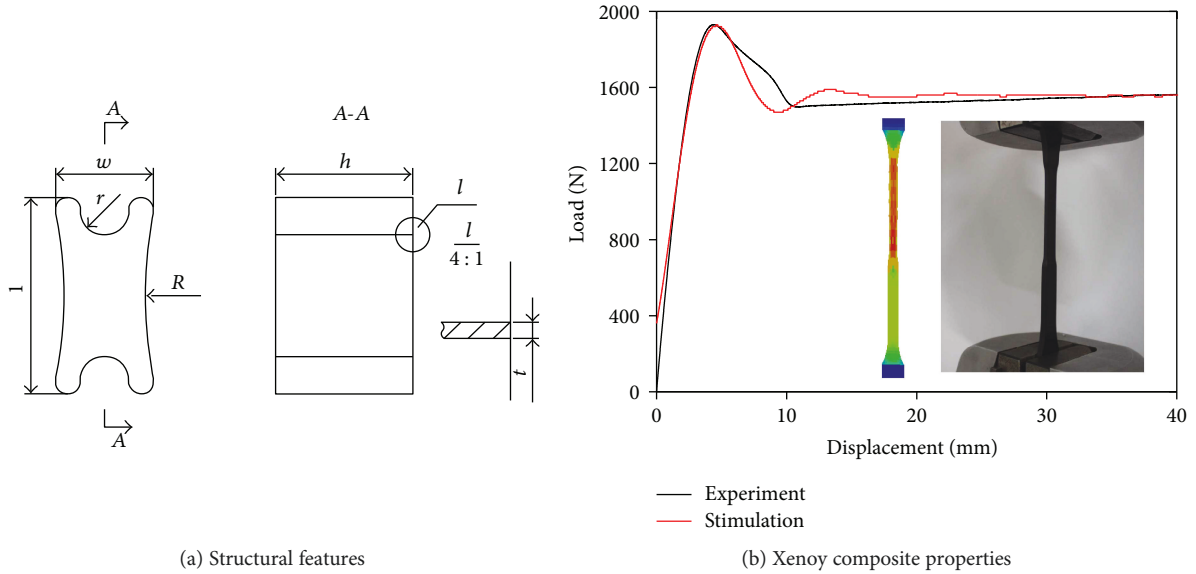 A
A-A
w
h
r
l
l
4 : 1
1
R
t
A
2000
1600
1200
800
400
0
Load (N)
0
10
20
30
40
Displacement (mm)
Experiment
Stimulation
(a) Structural features
(b) Xenoy composite properties